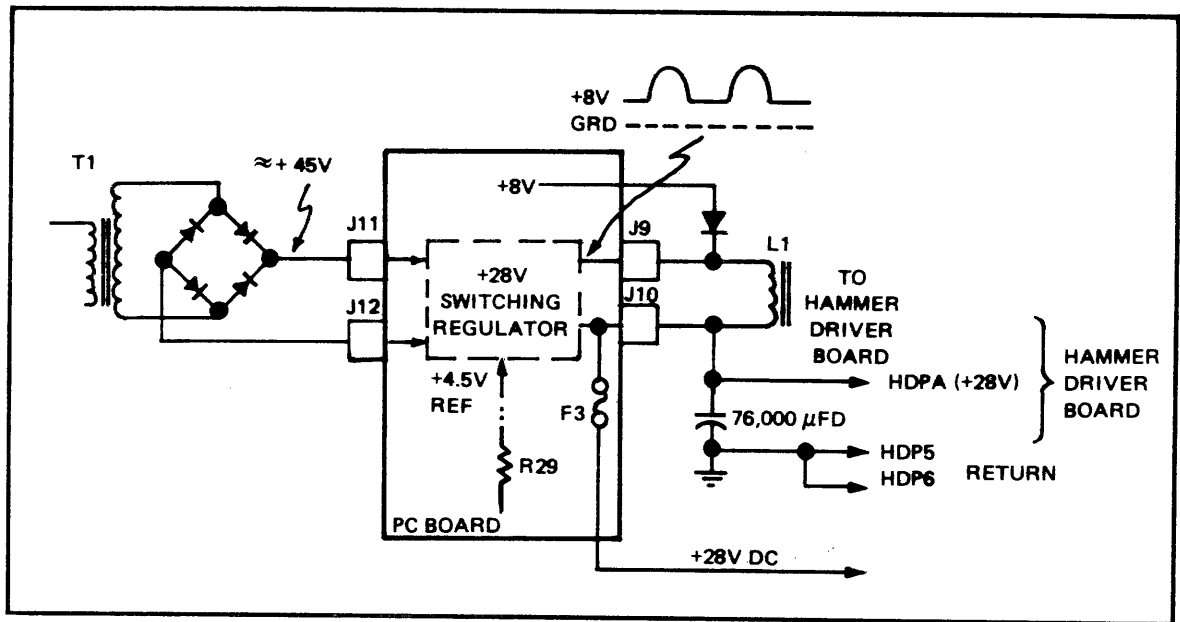 +8V
GRD
T1
≈+ 45V
+8V
J11
J9
L1
+28V
SWITCHING
REGULATOR
TO
HAMMER
DRIVER
BOARD
J12
J10
+4.5V
REF
F3
HDPA (+28V)
HAMMER
DRIVER
BOARD
76,000 µFD
R29
HDP5
HDP6
RETURN
PC BOARD
+28V DC